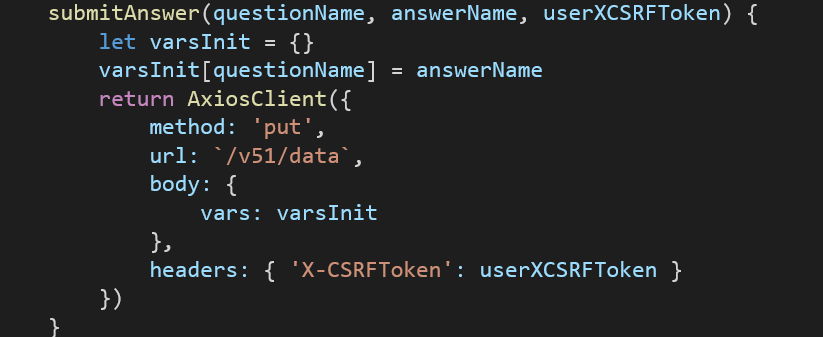 submitAnswer(questionName, answerName, userXCSRFToken) {
let varsInit = {}
varsInit[questionName] = answerName
return AxiosClient({
method: 'put',
url: `/v51/data`,
body: {
vars: varsInit
},
headers: { 'X-CSRFToken': userXCSRFToken }
})
}